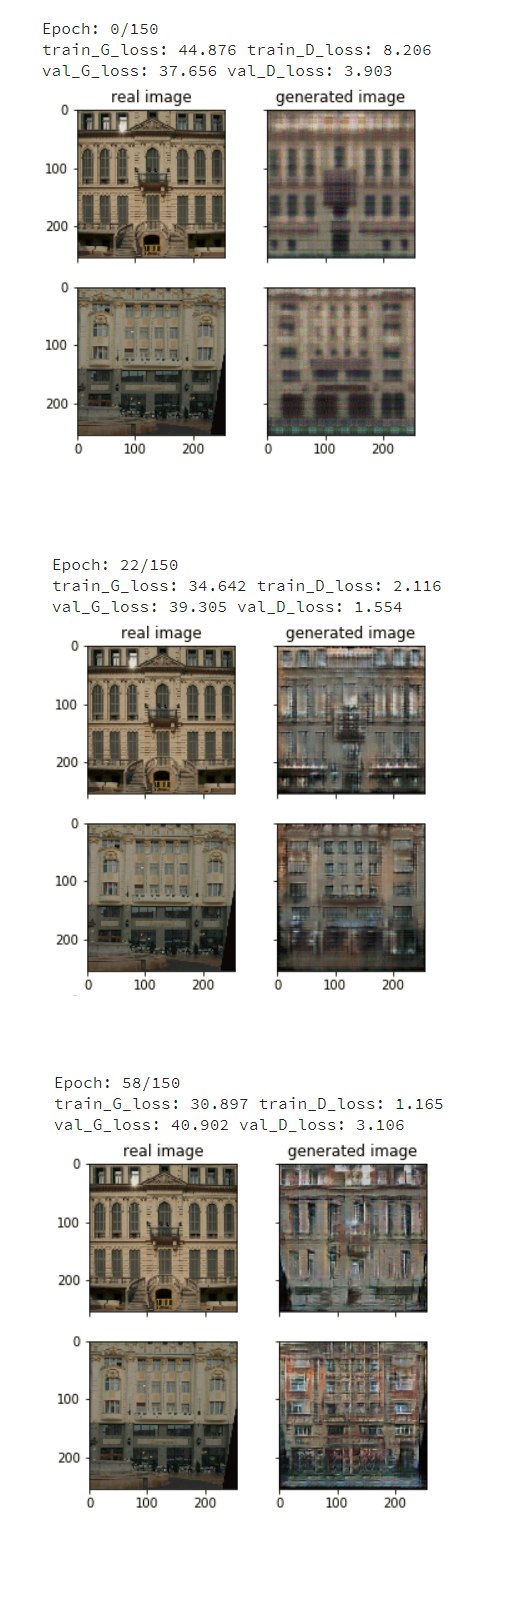 Epoch: 0/150
train_G_loss: 44.876 train_D_loss: 8.206
val_G_loss: 37.656 val_D_loss: 3.903
real image generated image
0
100
200
0
100
200
0 100 200 0 100 200
Epoch: 22/150
train_G_loss: 34.642 train_D_loss: 2.116
val_G_loss: 39.305 val_D_loss: 1.554
real image generated image
0
100
200
0
100
200
0 100 200 0 100 200
Epoch: 58/150
train_G_loss: 30.897 train_D_loss: 1.165
val_G_loss: 40.902 val_D_loss: 3.106
real image generated image
0
100
200
0
100
200
0 100 200 0 100 200